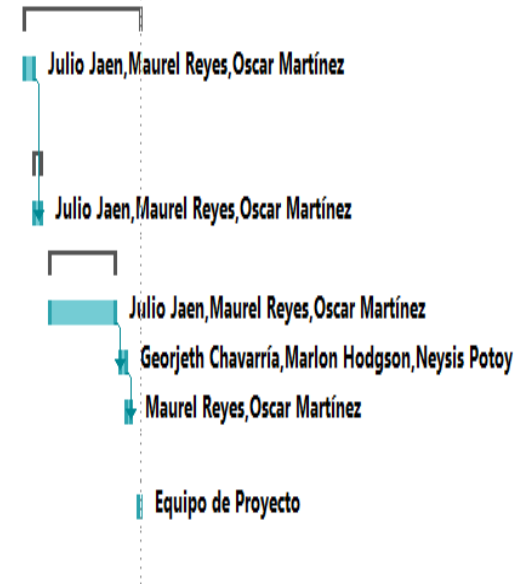 Julio Jaen,Maurel Reyes,Oscar Martínez
Julio Jaen,Maurel Reyes,Oscar Martínez
Julio Jaen,Maurel Reyes,Oscar Martínez
Georjeth Chavarría,Marlon Hodgson,Neysis Potoy
Maurel Reyes,Oscar Martínez
Equipo de Proyecto